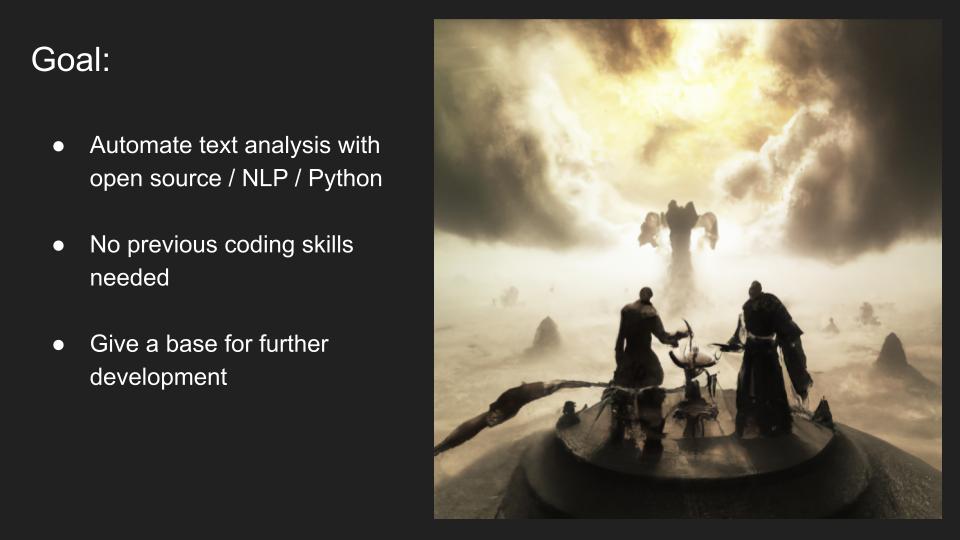 Goal:
● Automate text analysis with
open source / NLP / Python
● No previous coding skills
needed
● Give a base for further
development